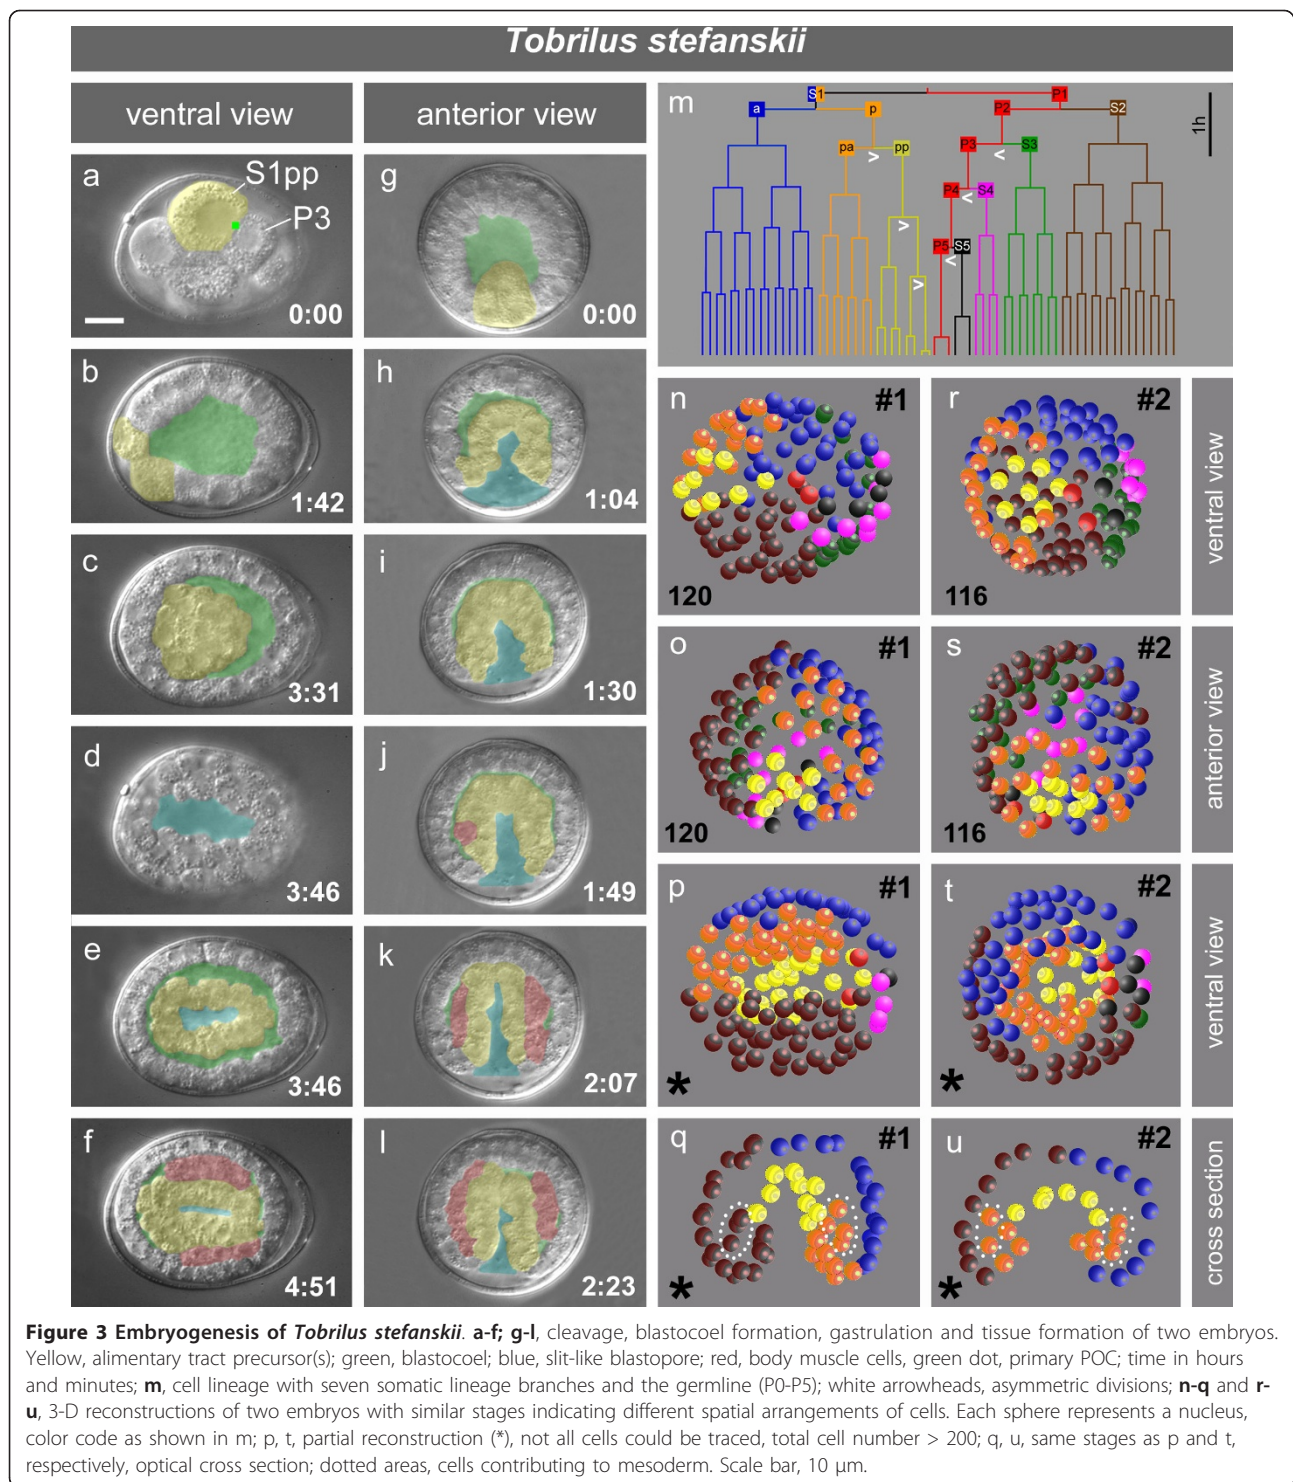 Tobrilus stefanskii
ventral view
anterior view
a
S1pp
P3
0:00
b
1:42
c
3:31
d
3:46
e
3:46
f
4:51
g
0:00
h
1:04
i
1:30
j
1:49
k
2:07
l
2:23
m
S1
P1
a
p
P2
S2
1h
pa
>
pp
P3
<
S3
>
P4
<
S4
>
P5
<
S5
n
#1
120
r
#2
116
ventral view
o
#1
120
s
#2
116
anterior view
p
#1
*
t
#2
*
ventral view
q
#1
*
u
#2
*
cross section
Figure 3 Embryogenesis of Tobrilus stefanskii. a-f; g-l, cleavage, blastocoel formation, gastrulation and tissue formation of two embryos.
Yellow, alimentary tract precursor(s); green, blastocoel; blue, slit-like blastopore; red, body muscle cells, green dot, primary POC; time in hours
and minutes; m, cell lineage with seven somatic lineage branches and the germline (P0-P5); white arrowheads, asymmetric divisions; n-q and r-
u, 3-D reconstructions of two embryos with similar stages indicating different spatial arrangements of cells. Each sphere represents a nucleus,
color code as shown in m; p, t, partial reconstruction (*), not all cells could be traced, total cell number > 200; q, u, same stages as p and t,
respectively, optical cross section; dotted areas, cells contributing to mesoderm. Scale bar, 10 μm.